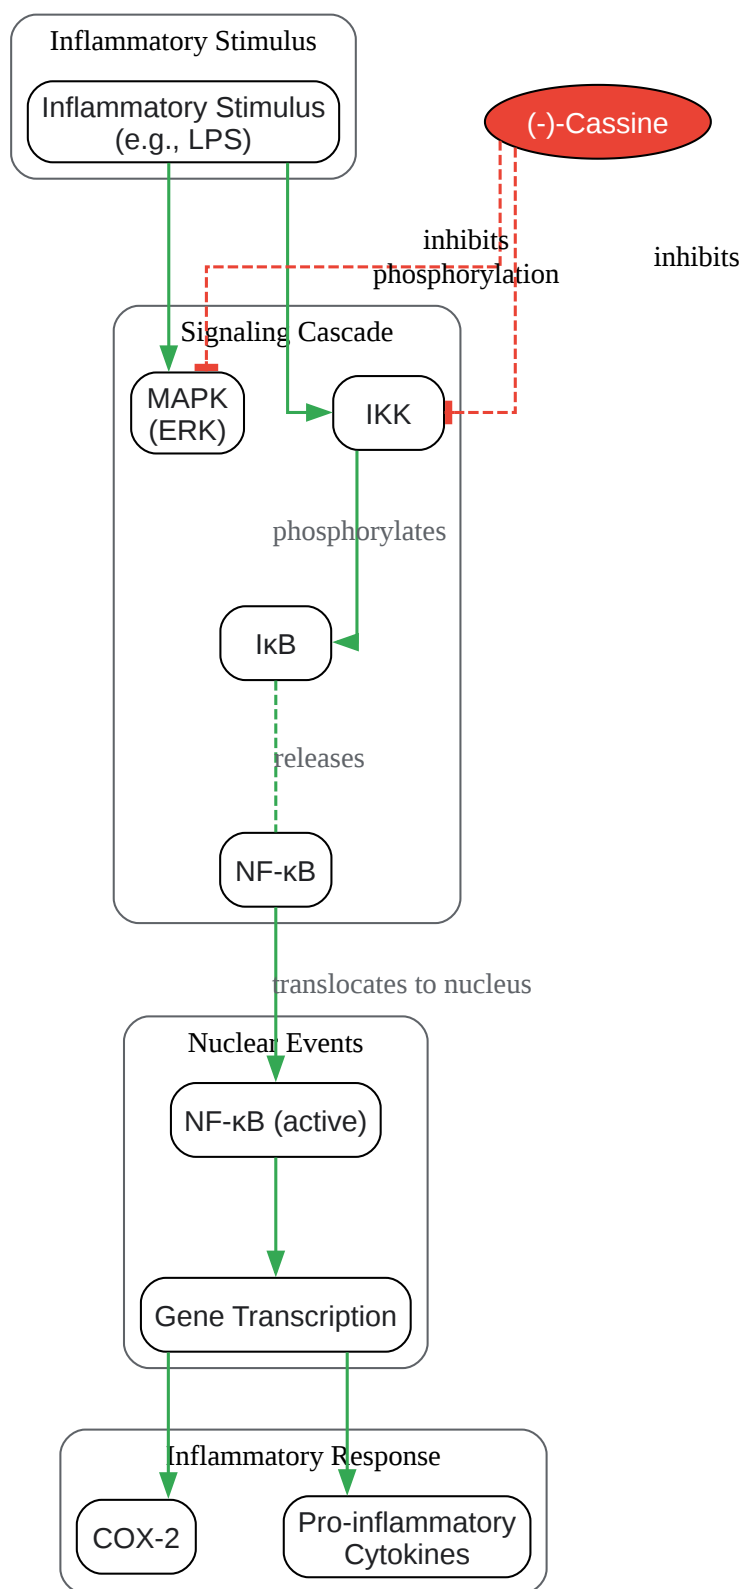 Inflammatory Stimulus
Inflammatory Stimulus
(e.g., LPS)
(-)-Cassine
inhibits
phosphorylation
inhibits
Signaling Cascade
MAPK
(ERK)
IKK
phosphorylates
IκB
releases
NF-κB
translocates to nucleus
Nuclear Events
NF-κB (active)
Gene Transcription
Inflammatory Response
COX-2
Pro-inflammatory
Cytokines